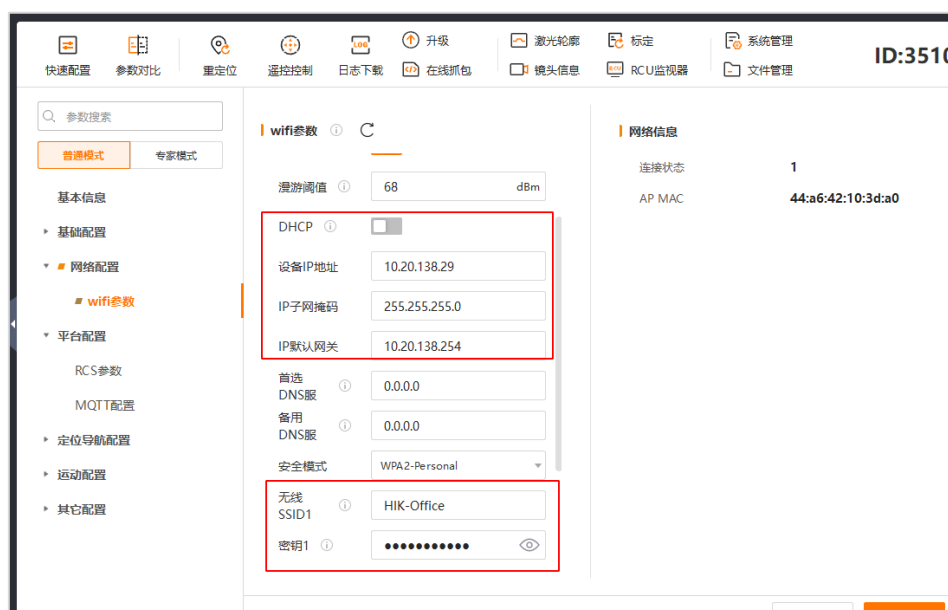 快速配置
参数对比
重定位
遥控控制
LOG
日志下载
升级
在线抓包
激光轮廓
镜头信息
标定
RCU监视器
系统管理
文件管理
ID:3510
参数搜索
普通模式
专家模式
基本信息
基础配置
网络配置
wifi参数
平台配置
RCS参数
MQTT配置
定位导航配置
运动配置
其它配置
wifi参数
漫游阈值
68
dBm
DHCP
设备IP地址
10.20.138.29
IP子网掩码
255.255.255.0
IP默认网关
10.20.138.254
首选
DNS服
0.0.0.0
备用
DNS服
0.0.0.0
安全模式
WPA2-Personal
无线
SSID1
HIK-Office
密钥1
●●●●●●●●●●●
网络信息
连接状态
1
AP MAC
44:a6:42:10:3d:a0